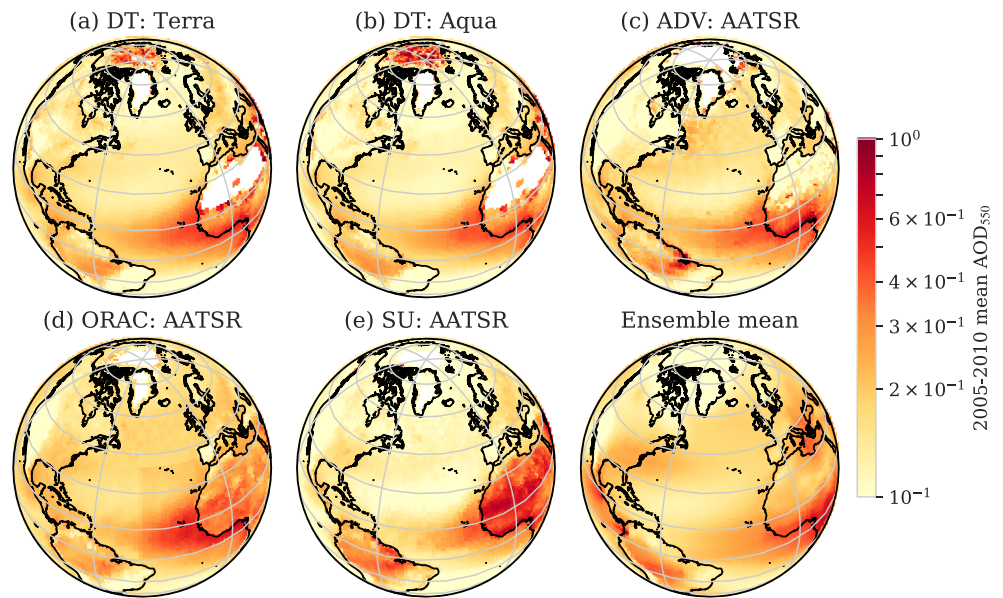 (a) DT: Terra
(b) DT: Aqua
(c) ADV: AATSR
(d) ORAC: AATSR
(e) SU: AATSR
Ensemble mean
10⁰
6 × 10⁻¹
4 × 10⁻¹
3 × 10⁻¹
2 × 10⁻¹
10⁻¹
2005-2010 mean AOD₅₅₀